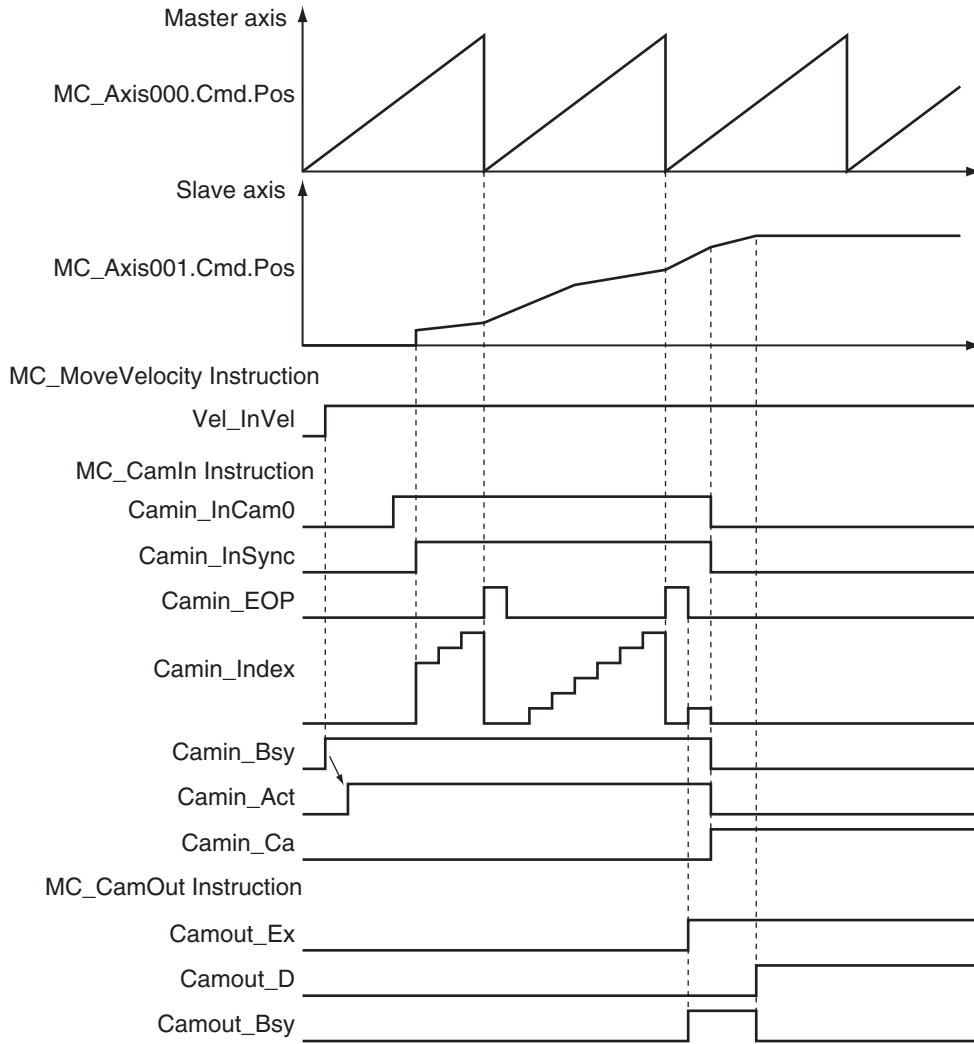 Master axis
MC_Axis000.Cmd.Pos
Slave axis
MC_Axis001.Cmd.Pos
MC_MoveVelocity Instruction
Vel_InVel
MC_CamIn Instruction
Camin_InCam0
Camin_InSync
Camin_EOP
Camin_Index
Camin_Bsy
Camin_Act
Camin_Ca
MC_CamOut Instruction
Camout_Ex
Camout_D
Camout_Bsy